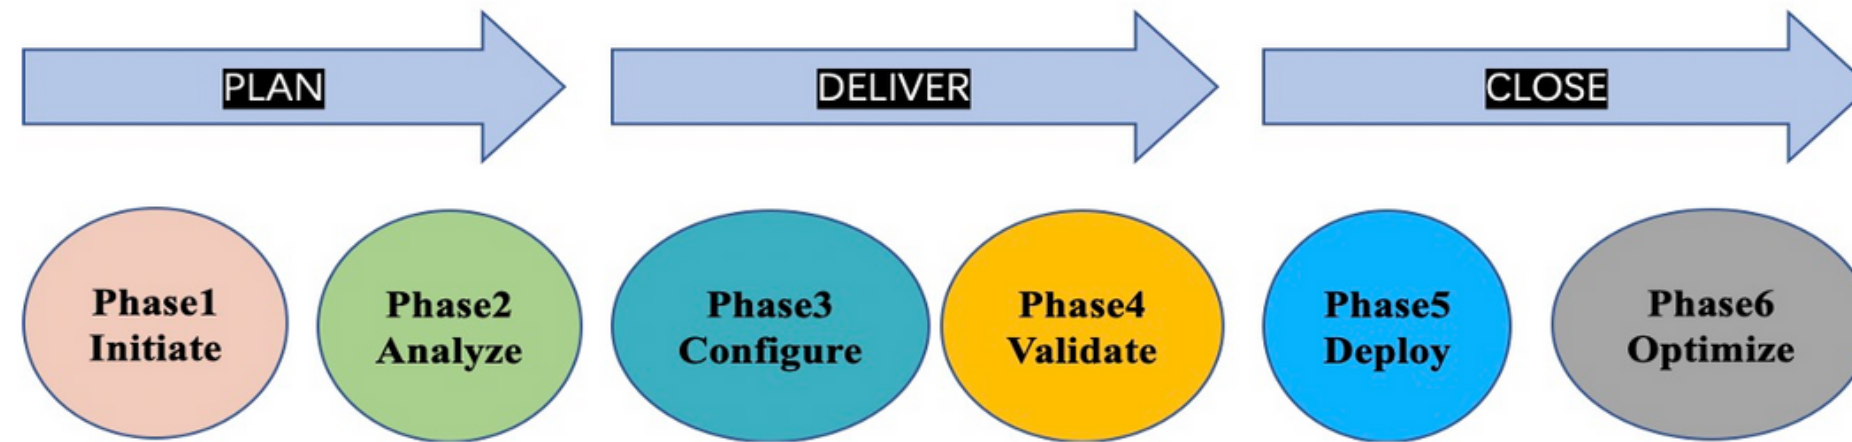 PLAN
DELIVER
CLOSE
Phase1
Initiate
Phase2
Analyze
Phase3
Configure
Phase4
Validate
Phase5
Deploy
Phase6
Optimize